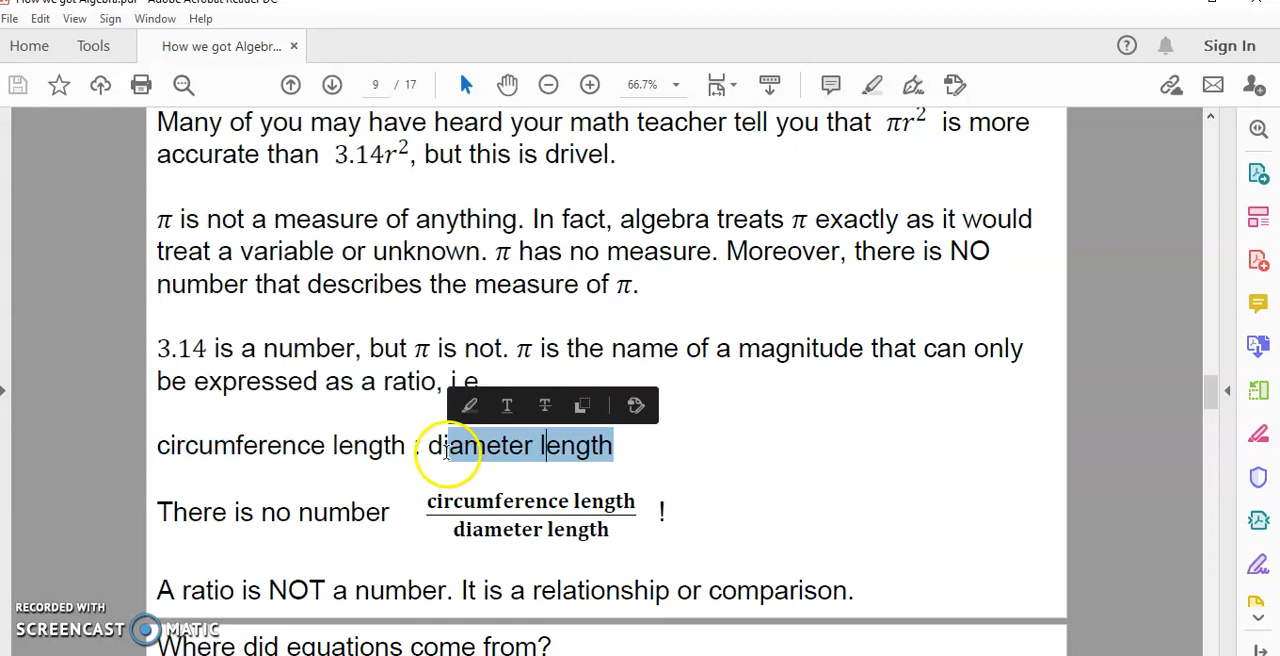 How we got Algebra.pdf - Adobe Acrobat Reader DC
File Edit View Sign Window Help
Home Tools How we got Algebr... × ? Sign In
9 / 17 66.7%
Many of you may have heard your math teacher tell you that πr² is more
accurate than 3.14r², but this is drivel.
π is not a measure of anything. In fact, algebra treats π exactly as it would
treat a variable or unknown. π has no measure. Moreover, there is NO
number that describes the measure of π.
3.14 is a number, but π is not. π is the name of a magnitude that can only
be expressed as a ratio, i.e
circumference length : diameter length
circumference length
There is no number !
diameter length
A ratio is NOT a number. It is a relationship or comparison.
RECORDED WITH
SCREENCAST MATIC
Where did equations come from?